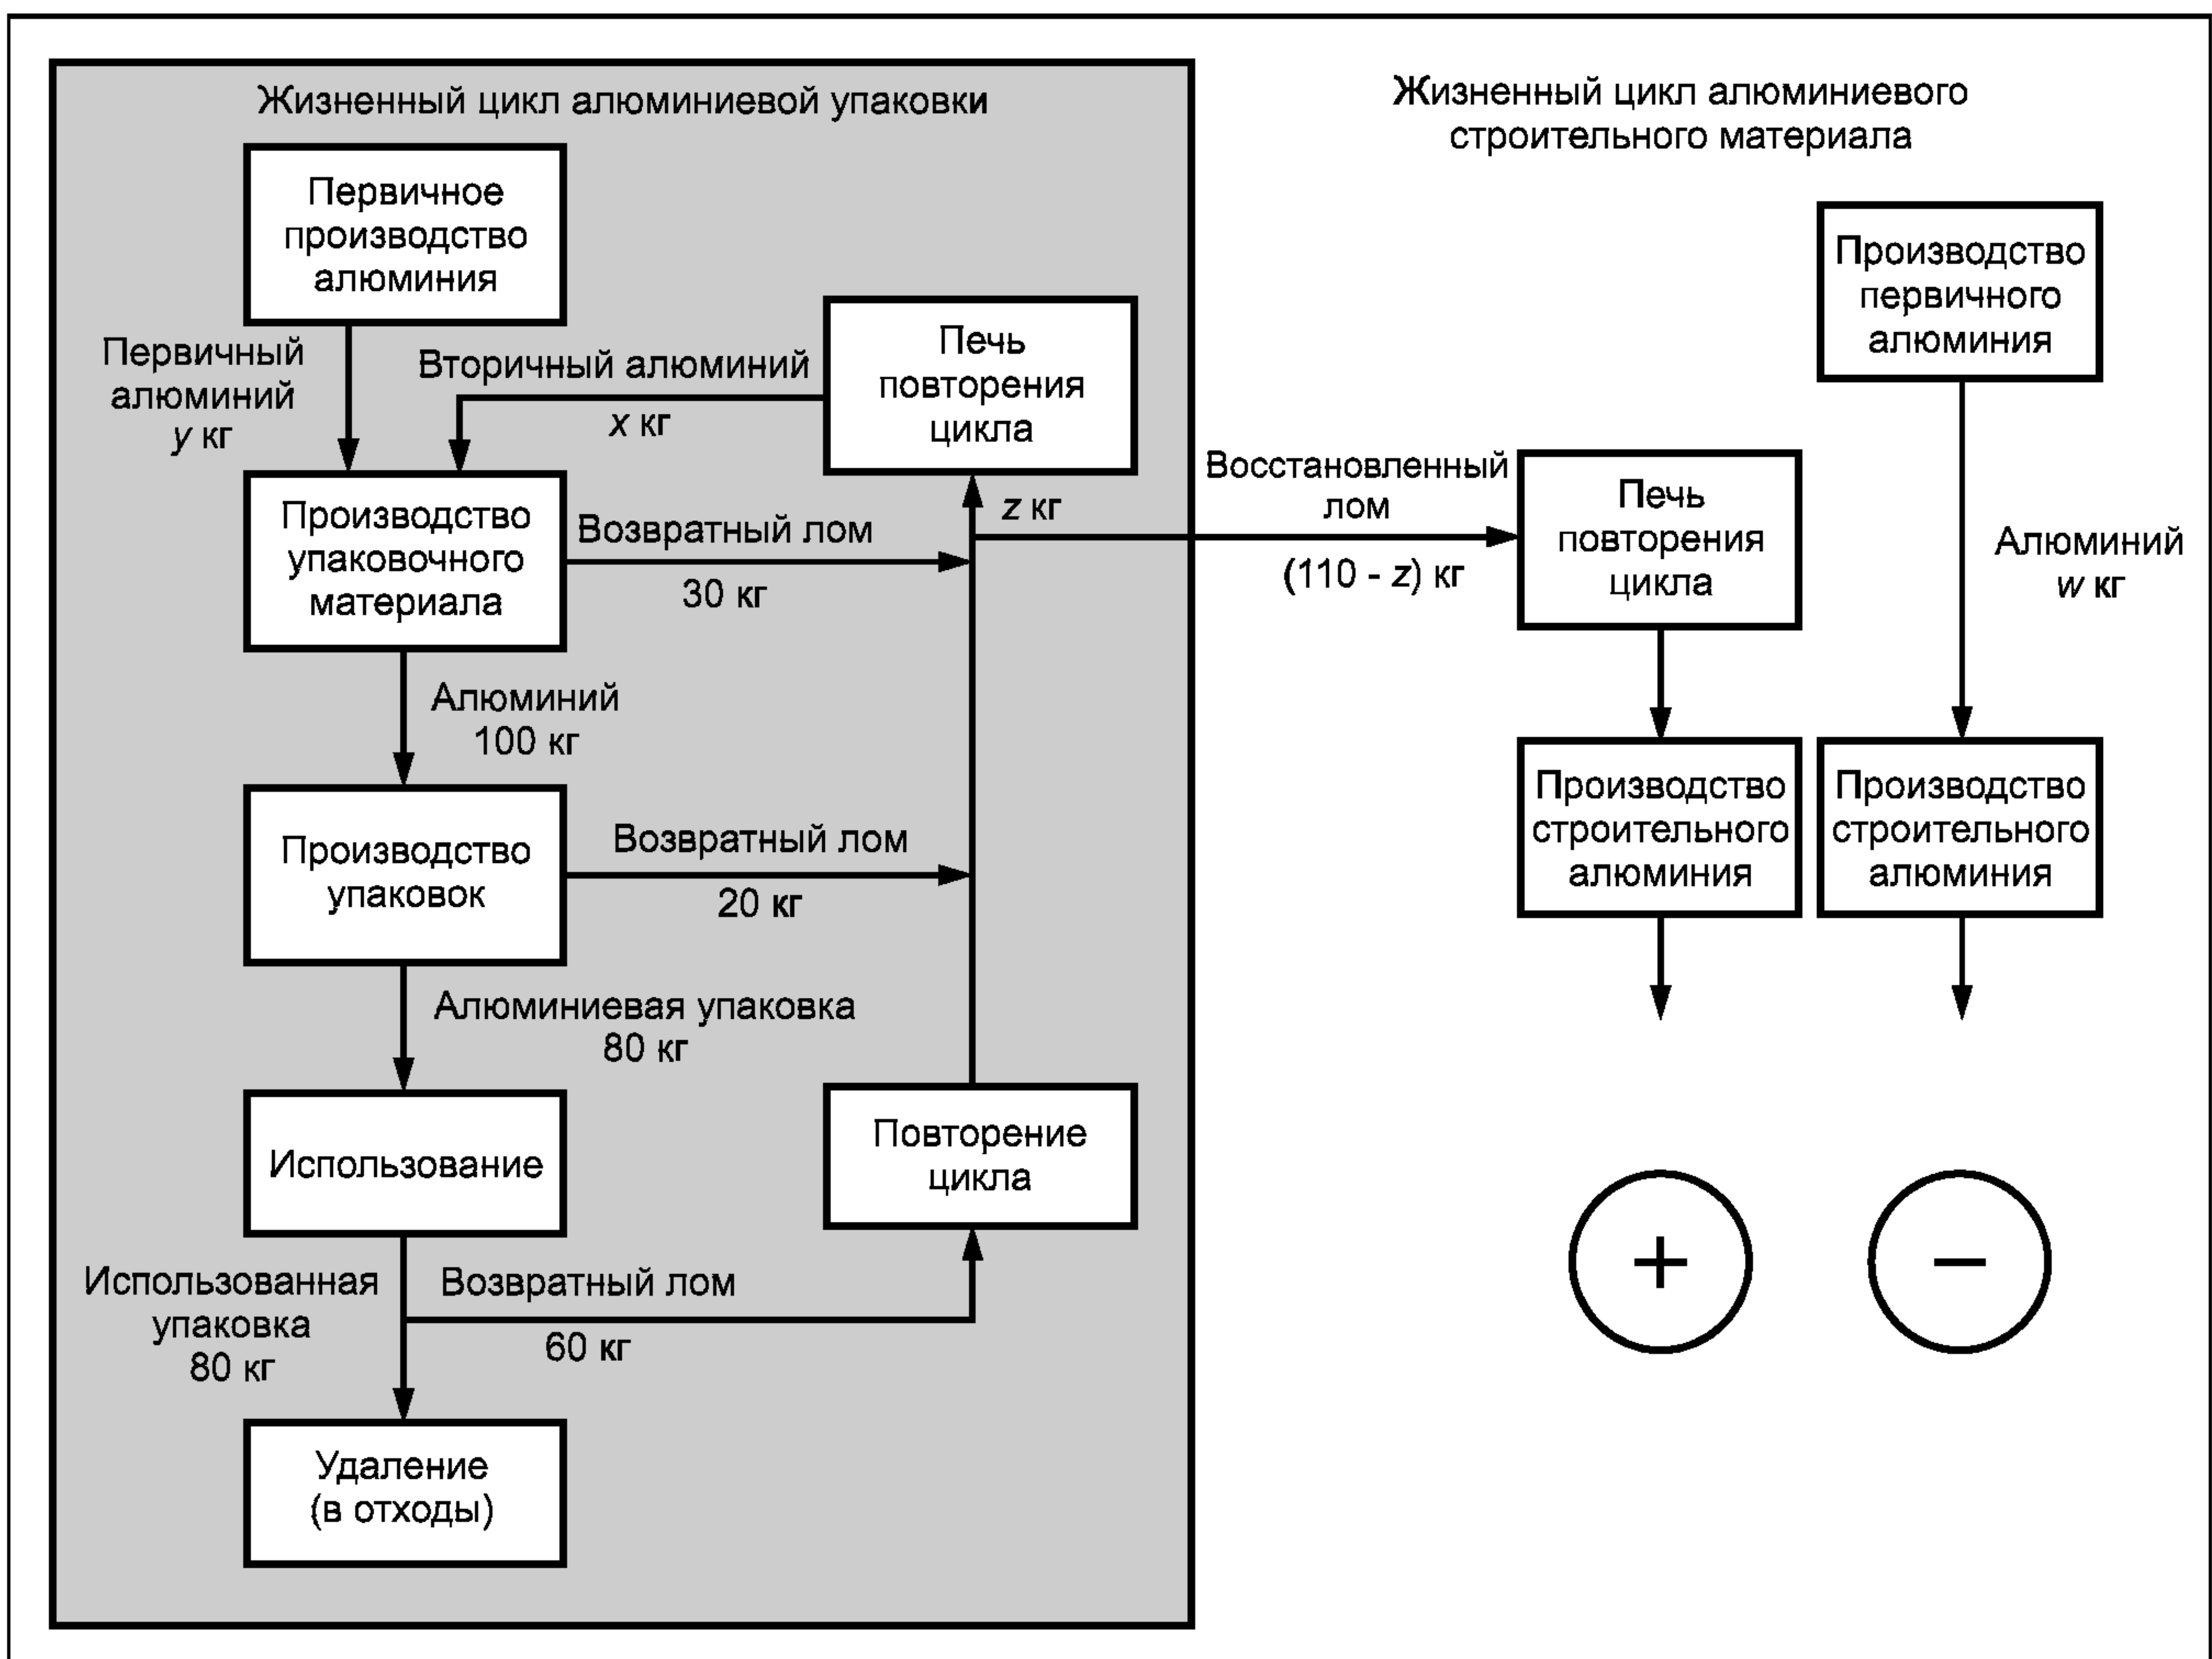 Жизненный цикл алюминиевой упаковки
Первичное
производство
алюминия
Первичный
алюминий
y кг
Вторичный алюминий
x кг
Печь
повторения
цикла
z кг
Производство
упаковочного
материала
Возвратный лом
30 кг
Алюминий
100 кг
Производство
упаковок
Возвратный лом
20 кг
Алюминиевая упаковка
80 кг
Использование
Повторение
цикла
Использованная
упаковка
80 кг
Возвратный лом
60 кг
Удаление
(в отходы)
Жизненный цикл алюминиевого
строительного материала
Восстановленный
лом
(110 - z) кг
Печь
повторения
цикла
Производство
строительного
алюминия
+
Производство
первичного
алюминия
Алюминий
w кг
Производство
строительного
алюминия
–